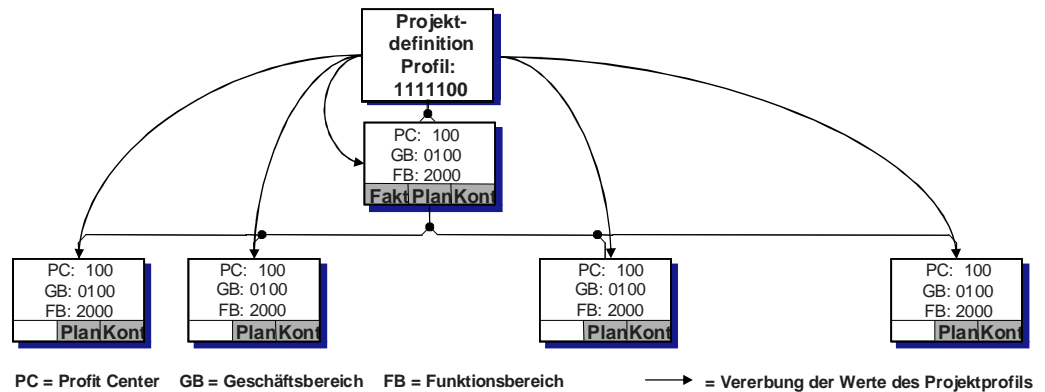 Projekt-
definition
Profil:
1111100
PC: 100
GB: 0100
FB: 2000
Fakt Plan Kont
PC: 100
GB: 0100
FB: 2000
Plan Kont
PC: 100
GB: 0100
FB: 2000
Plan Kont
PC: 100
GB: 0100
FB: 2000
Plan Kont
PC: 100
GB: 0100
FB: 2000
Plan Kont
PC = Profit Center GB = Geschäftsbereich FB = Funktionsbereich = Vererbung der Werte des Projektprofils